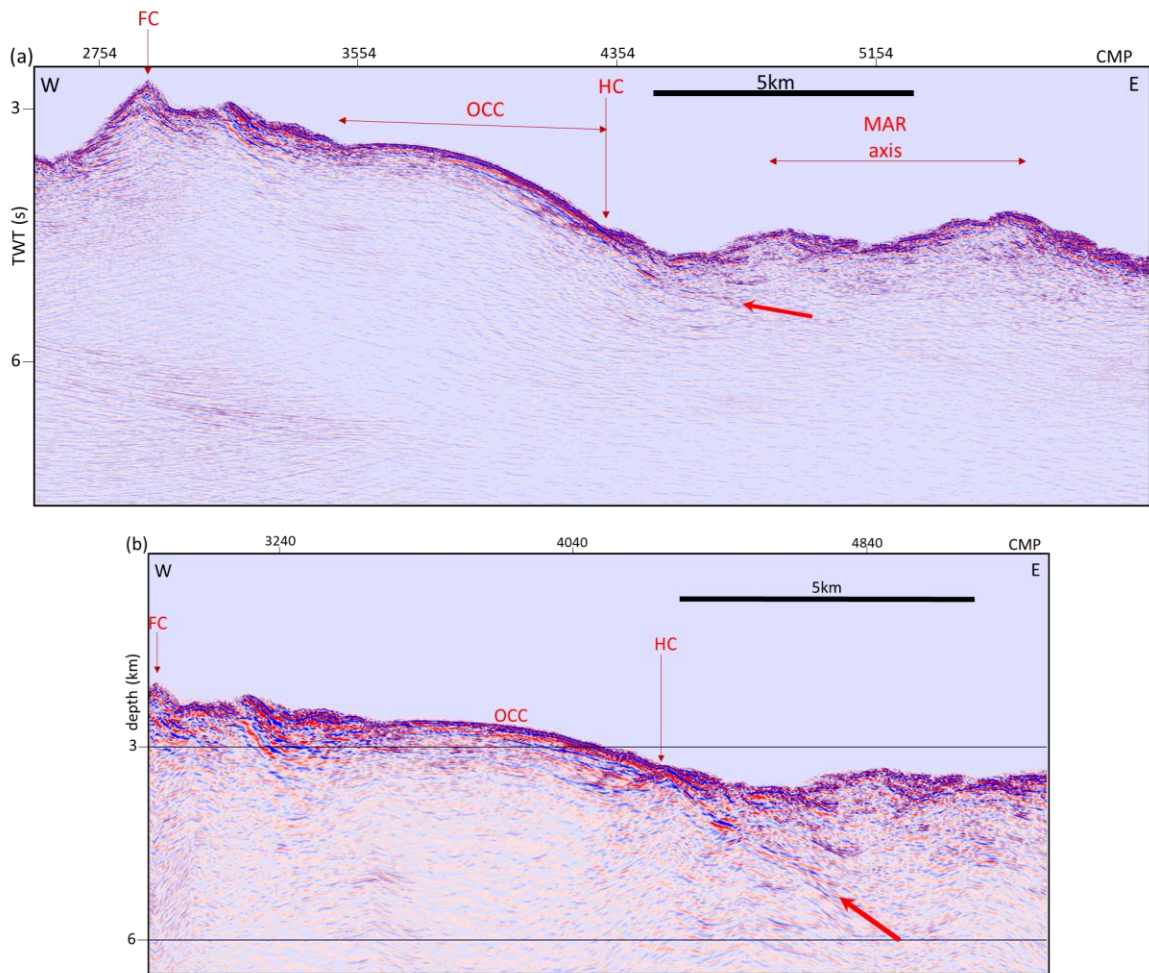 FC
(a) 2754 3554 4354 5154 CMP
W 5km E
3 HC
OCC MAR
axis
TWT (s)
6
(b) 3240 4040 4840 CMP
W E
5km
FC HC
depth (km)
OCC
3
6